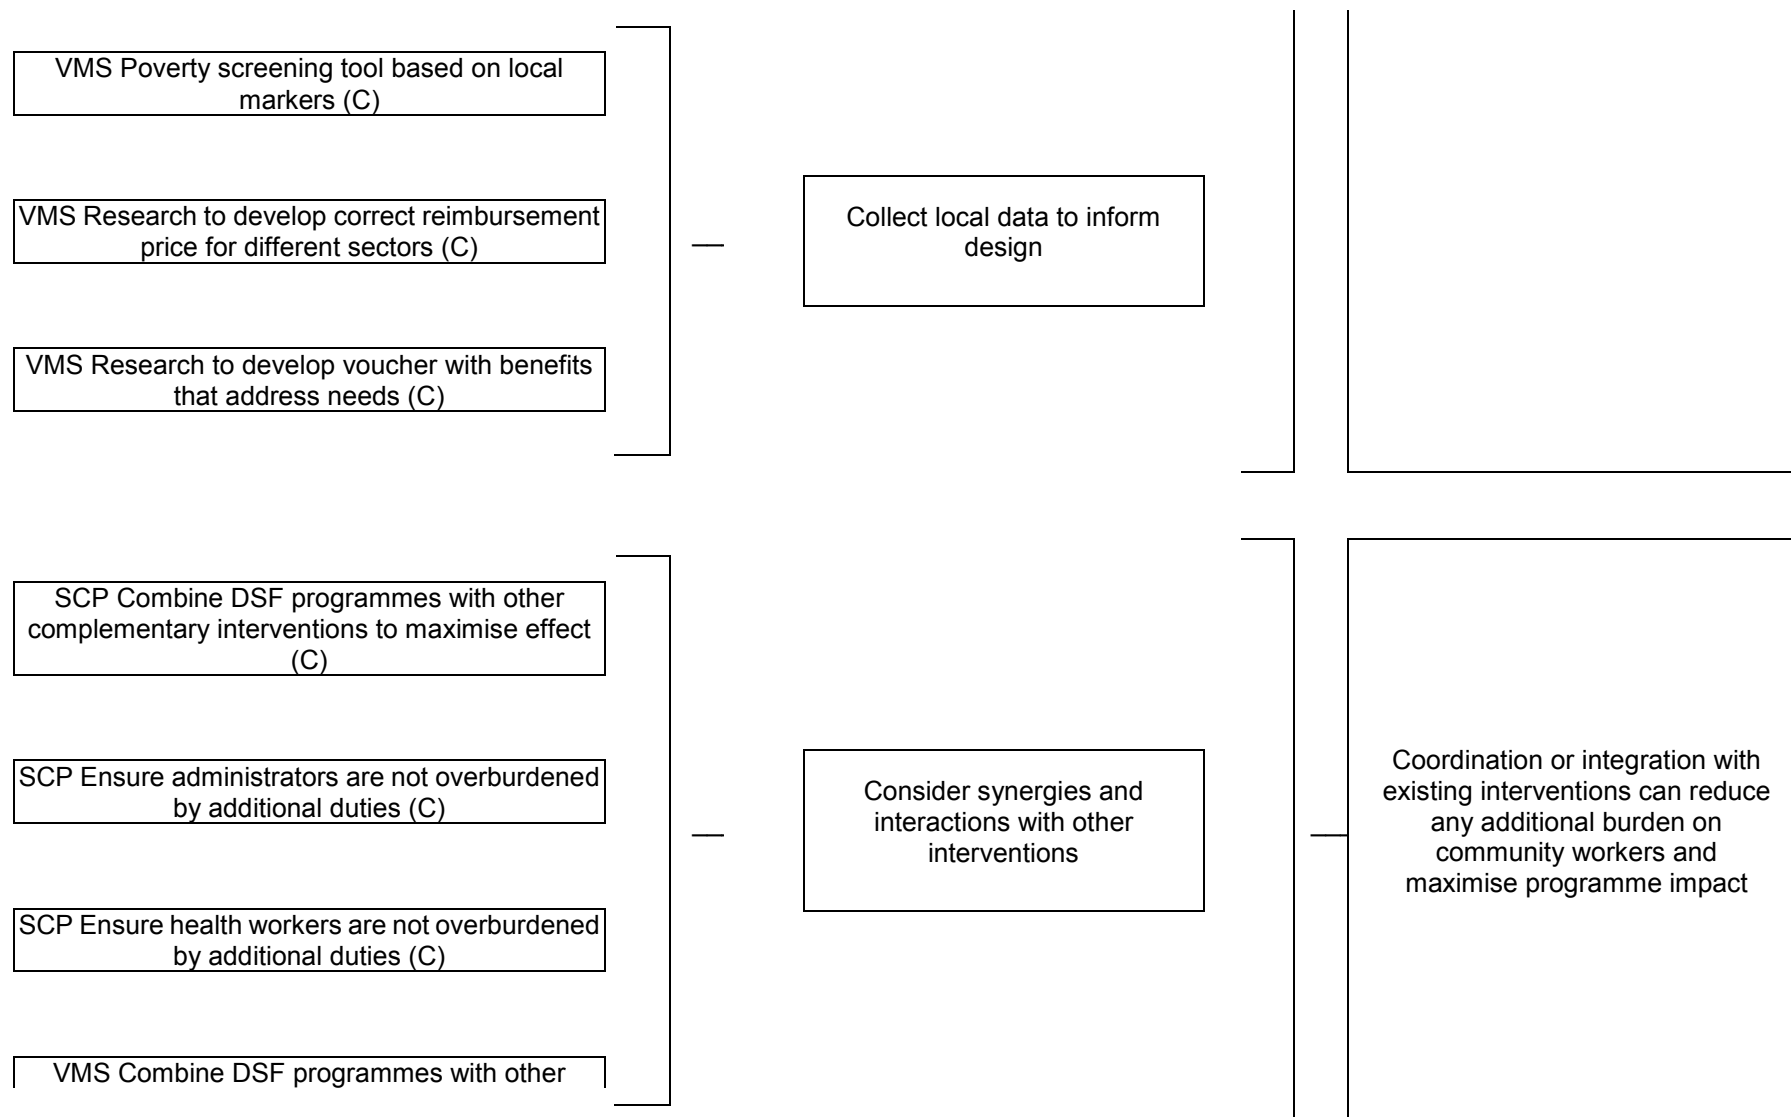 VMS Poverty screening tool based on local
markers (C)
VMS Research to develop correct reimbursement
price for different sectors (C)
VMS Research to develop voucher with benefits
that address needs (C)
Collect local data to inform
design
SCP Combine DSF programmes with other
complementary interventions to maximise effect
(C)
SCP Ensure administrators are not overburdened
by additional duties (C)
SCP Ensure health workers are not overburdened
by additional duties (C)
VMS Combine DSF programmes with other
Consider synergies and
interactions with other
interventions
Coordination or integration with
existing interventions can reduce
any additional burden on
community workers and
maximise programme impact